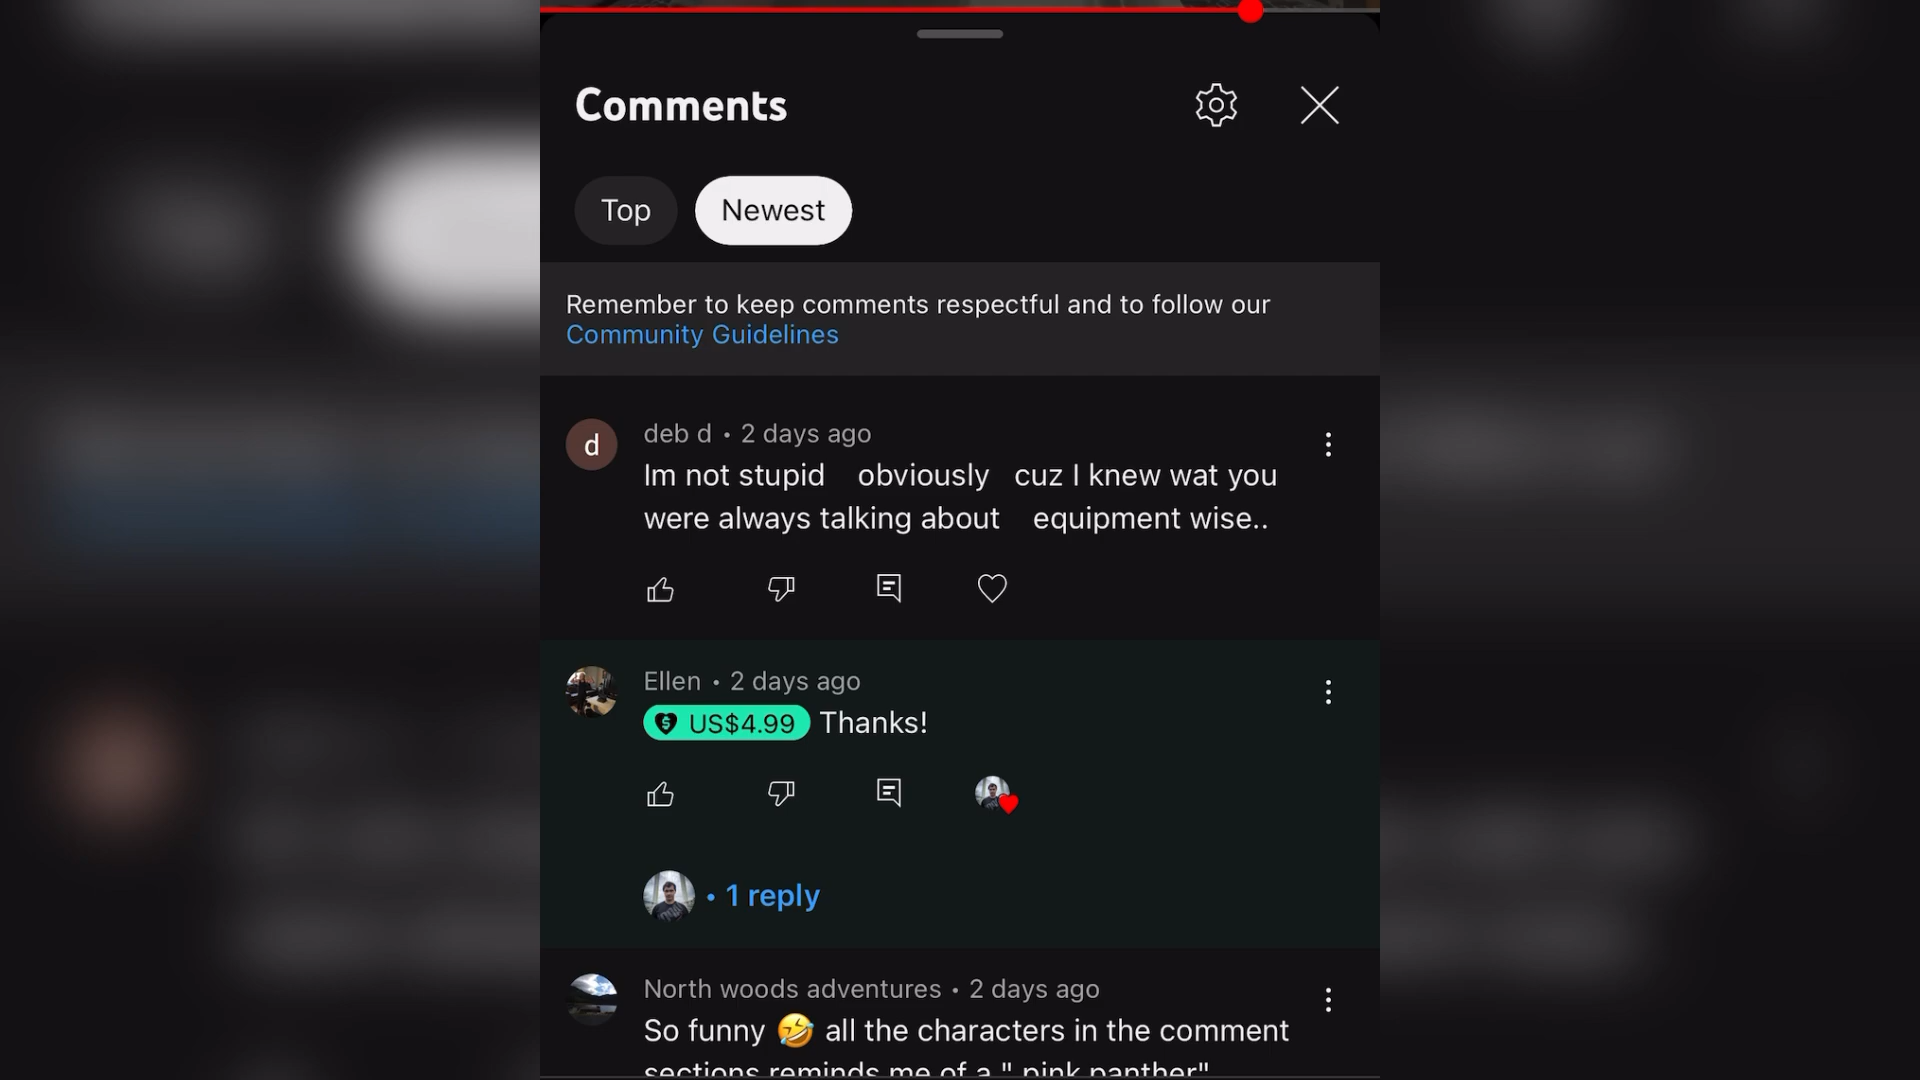 Comments
Top Newest
Remember to keep comments respectful and to follow our
Community Guidelines
d
deb d • 2 days ago
Im not stupid obviously cuz I knew wat you
were always talking about equipment wise..
Ellen • 2 days ago
US$4.99 Thanks!
• 1 reply
North woods adventures • 2 days ago
So funny 🤣 all the characters in the comment
sections reminds me of a " pink panther"